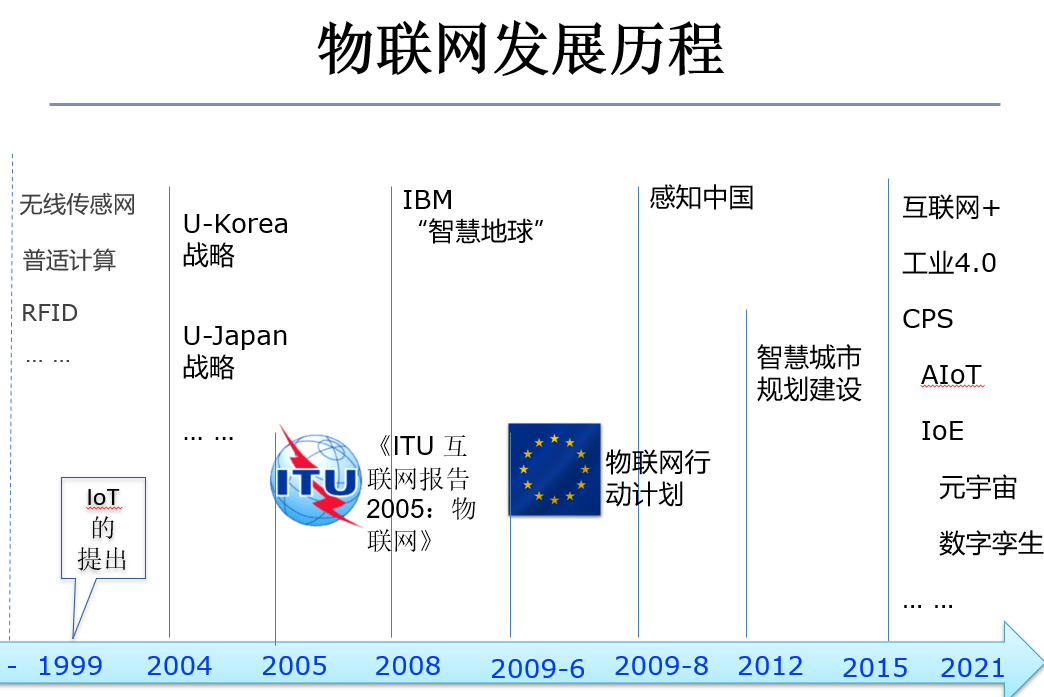 物联网发展历程
无线传感网
普适计算
RFID
... ...
IoT
的
提出
U-Korea
战略
U-Japan
战略
... ...
ITU
《ITU 互
联网报告
2005：物
联网》
IBM
“智慧地球”
物联网行
动计划
感知中国
智慧城市
规划建设
互联网+
工业4.0
CPS
AIoT
IoE
元宇宙
数字孪生
... ...
- 1999 2004 2005 2008 2009-6 2009-8 2012 2015 2021